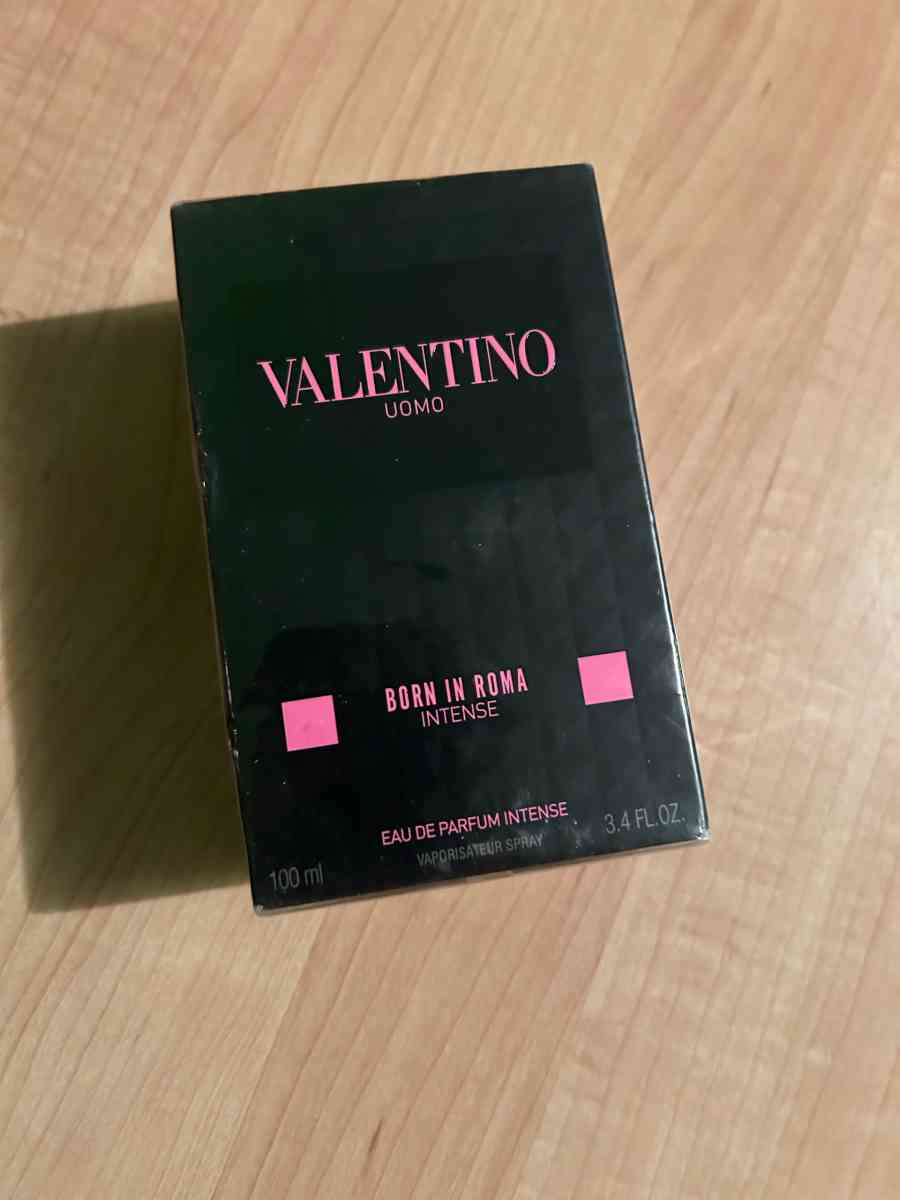 VALENTINO
UOMO
BORN IN ROMA
INTENSE
EAU DE PARFUM INTENSE
VAPORISATEUR SPRAY
100 ml
3.4 FL.OZ.